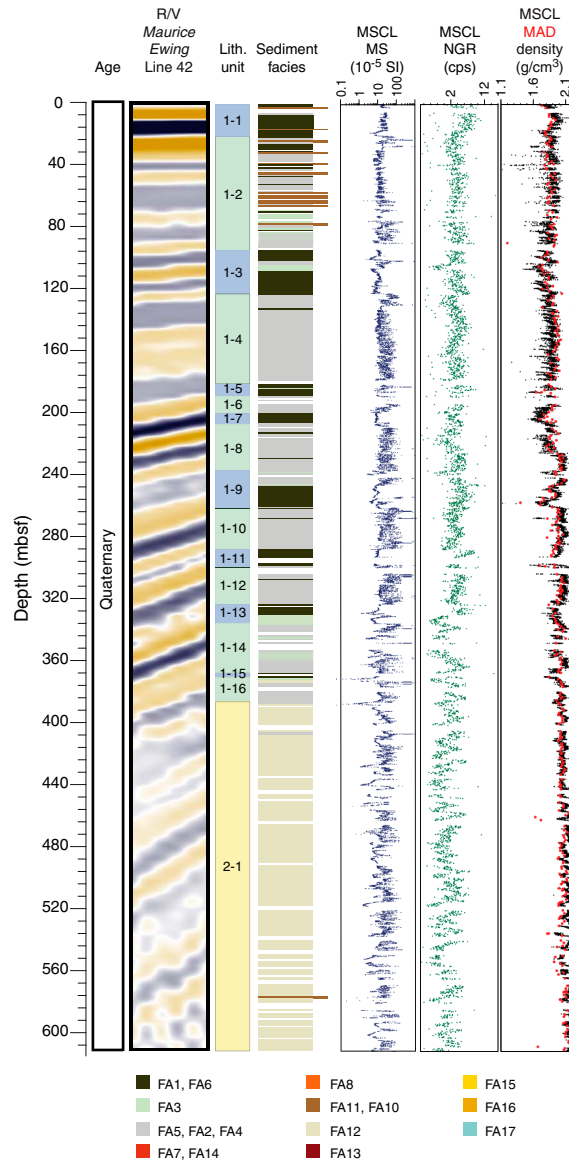 R/V
Maurice
Ewing
Line 42
Age
Lith.
unit
Sediment
facies
MSCL
MS
(10⁻⁵ SI)
MSCL
NGR
(cps)
MSCL
MAD
density
(g/cm³)
0.1
1
10
100
2
12
1.1
1.6
2.1
Depth (mbsf)
0
40
80
120
160
200
240
280
320
360
400
440
480
520
560
600
Quaternary
1-1
1-2
1-3
1-4
1-5
1-6
1-7
1-8
1-9
1-10
1-11
1-12
1-13
1-14
1-15
1-16
2-1
FA1, FA6
FA3
FA5, FA2, FA4
FA7, FA14
FA8
FA11, FA10
FA12
FA13
FA15
FA16
FA17